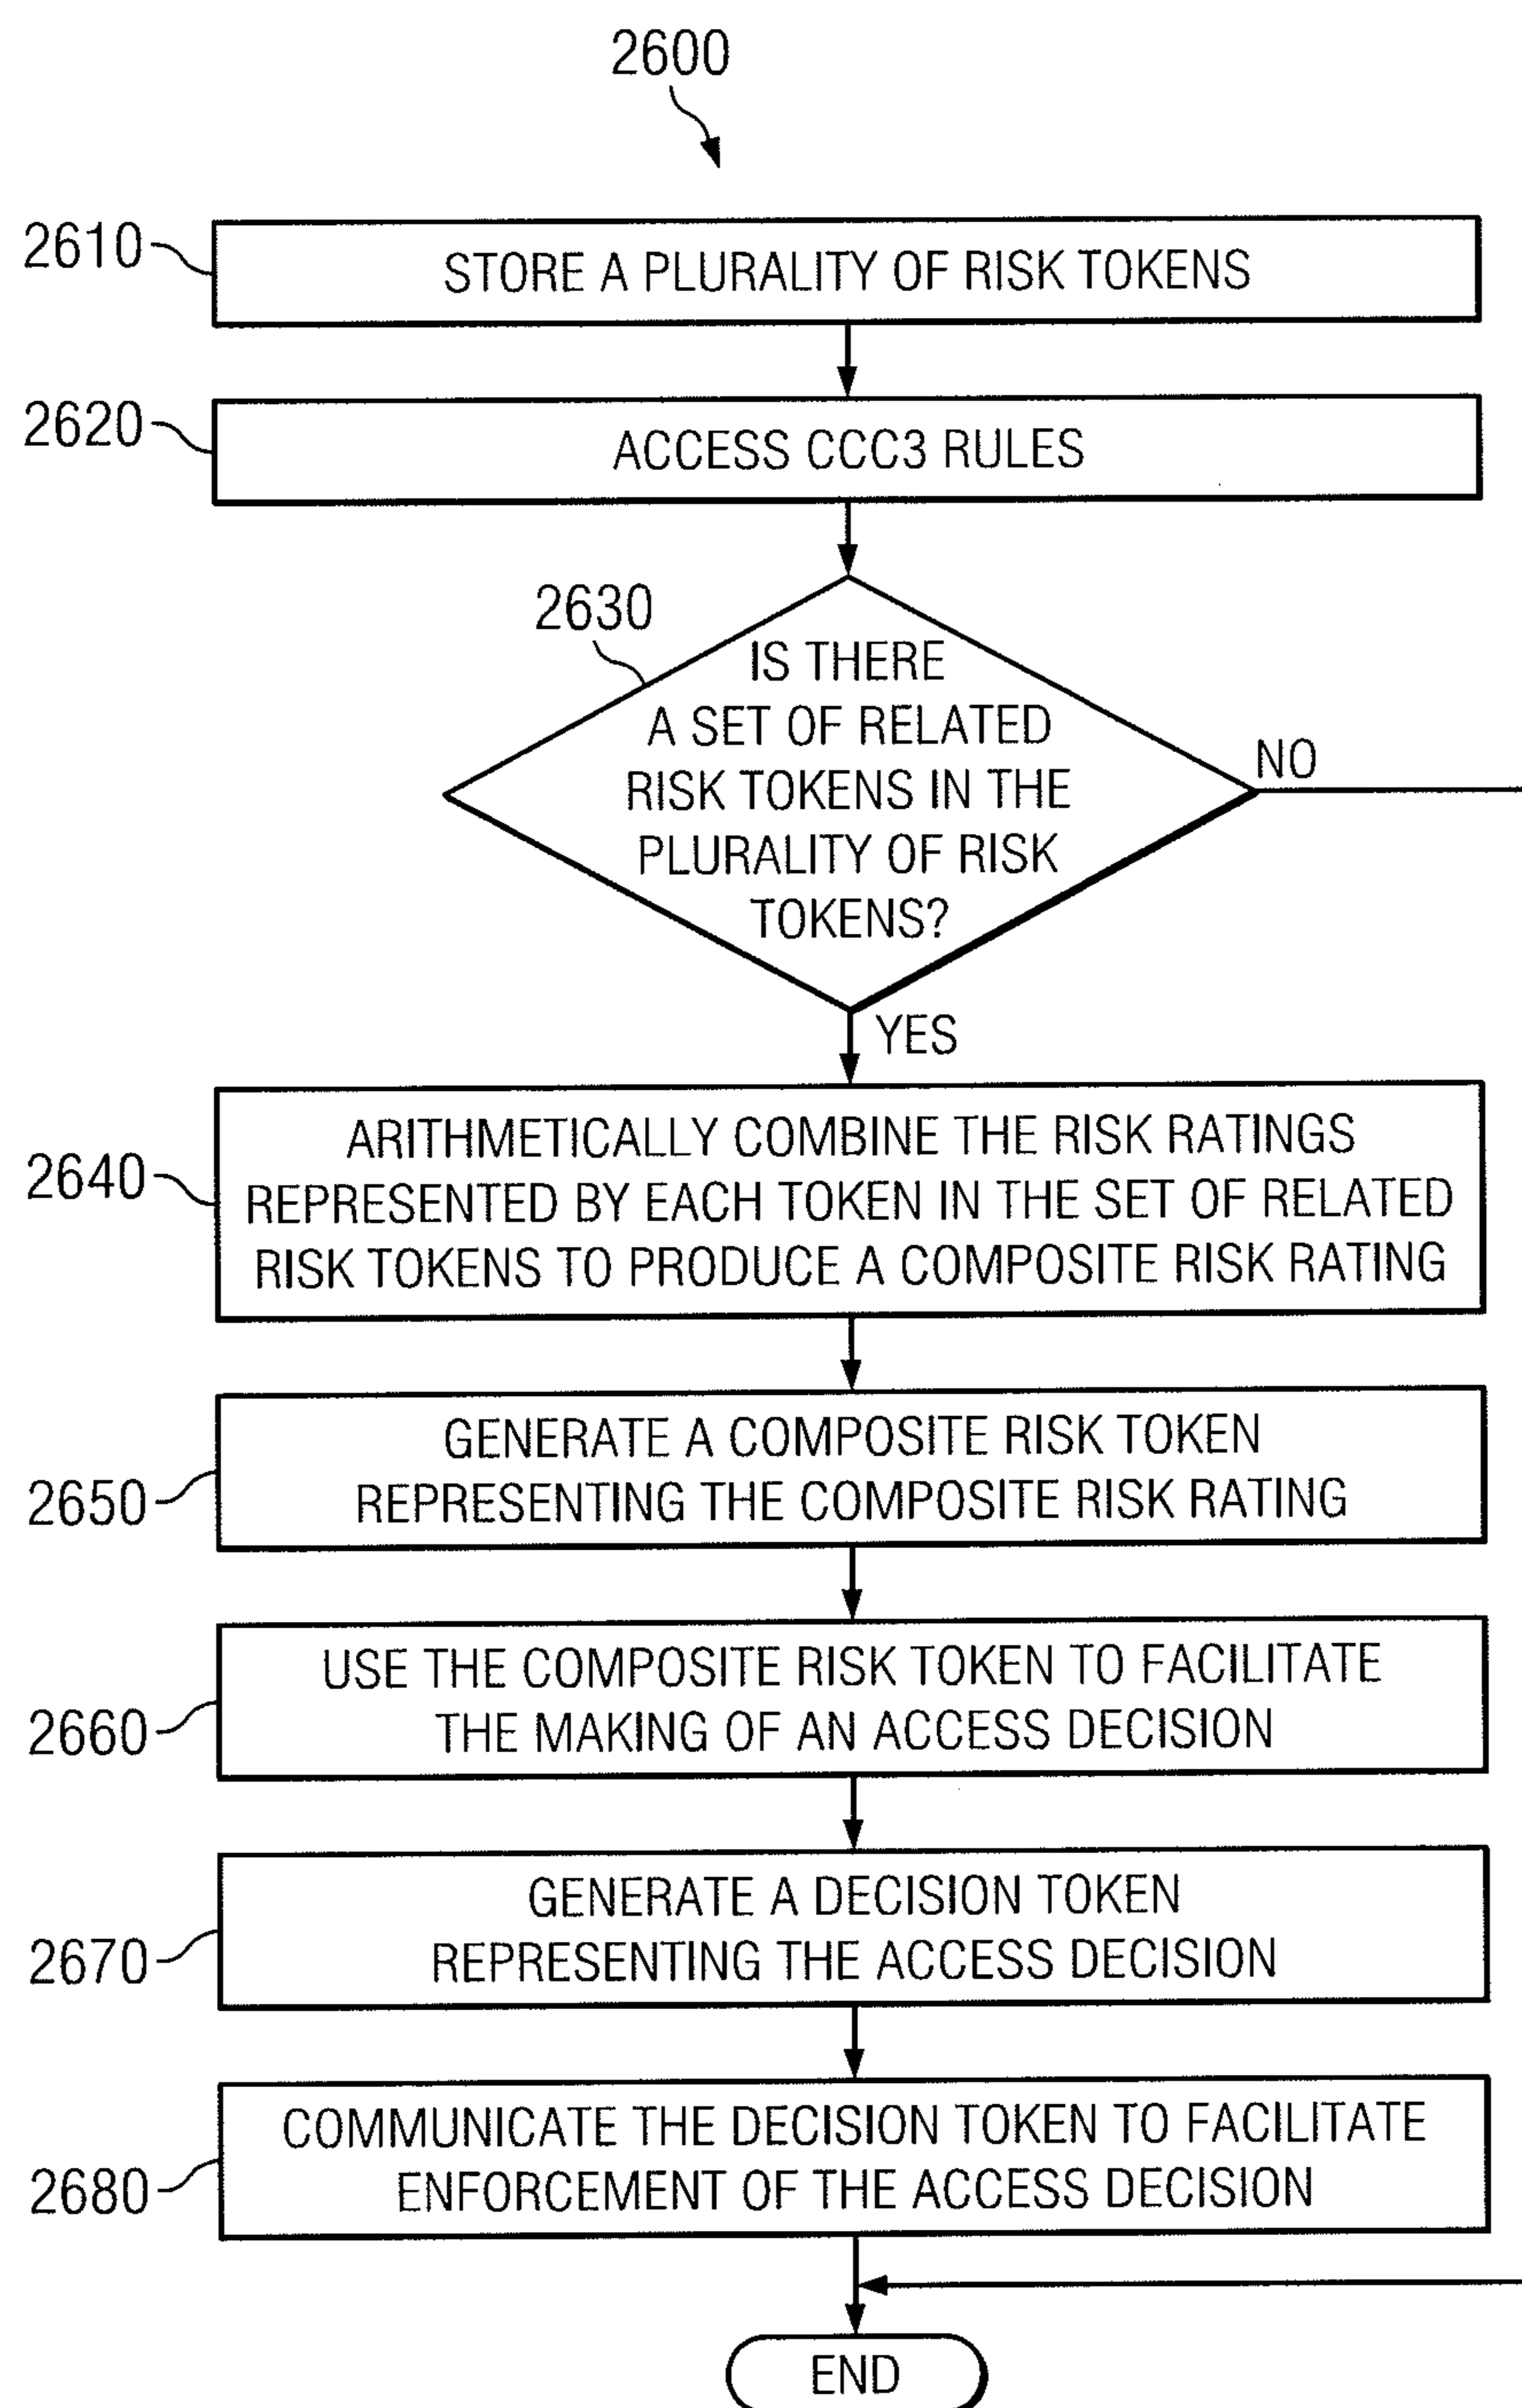 2600
2610
STORE A PLURALITY OF RISK TOKENS
2620
ACCESS CCC3 RULES
2630
IS THERE
A SET OF RELATED
RISK TOKENS IN THE
PLURALITY OF RISK
TOKENS?
NO
YES
2640
ARITHMETICALLY COMBINE THE RISK RATINGS
REPRESENTED BY EACH TOKEN IN THE SET OF RELATED
RISK TOKENS TO PRODUCE A COMPOSITE RISK RATING
2650
GENERATE A COMPOSITE RISK TOKEN
REPRESENTING THE COMPOSITE RISK RATING
2660
USE THE COMPOSITE RISK TOKEN TO FACILITATE
THE MAKING OF AN ACCESS DECISION
2670
GENERATE A DECISION TOKEN
REPRESENTING THE ACCESS DECISION
2680
COMMUNICATE THE DECISION TOKEN TO FACILITATE
ENFORCEMENT OF THE ACCESS DECISION
END